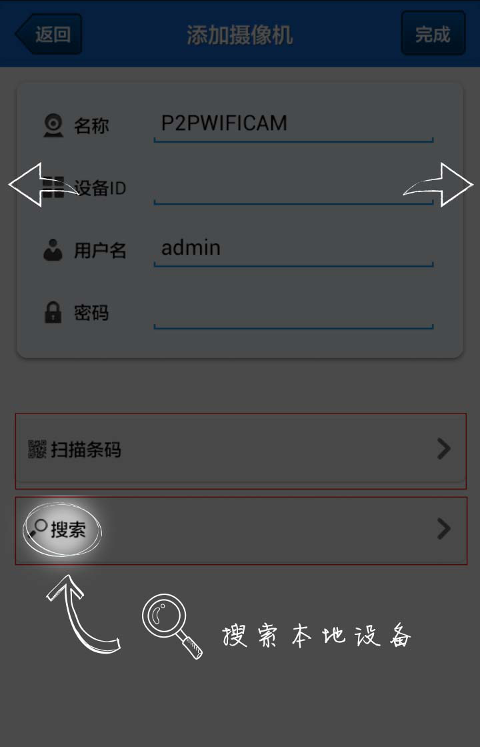 返回 添加摄像机 完成
名称 P2PWIFICAM
设备ID
用户名 admin
密码
扫描条码
搜索
搜索本地设备